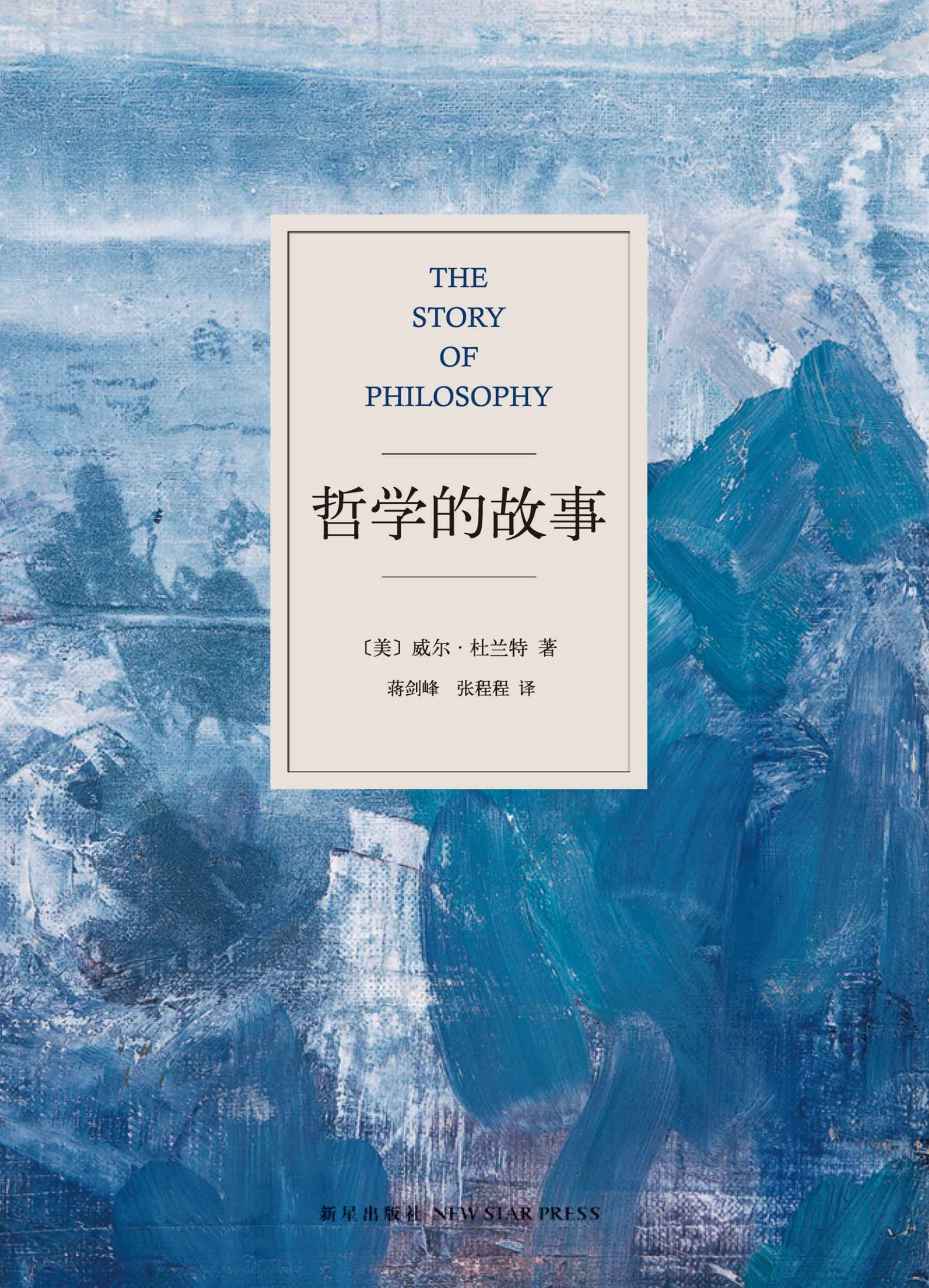 THE
STORY
OF
PHILOSOPHY
哲学的故事
〔美〕威尔·杜兰特 著
蒋剑峰 张程程 译
新星出版社 NEW STAR PRESS